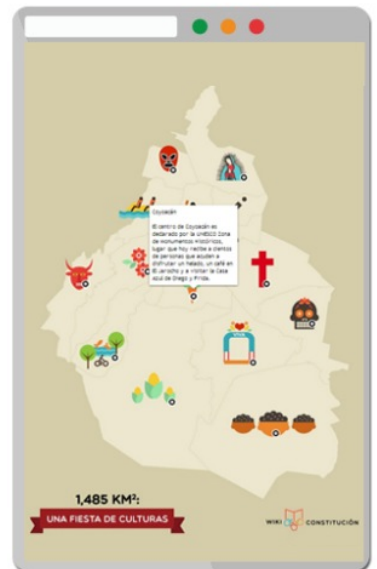 Coyoacán
El centro de Coyoacán es
declarado por la UNESCO Zona
de Monumentos Históricos,
lugar que hoy recibe a cientos
de personas que acuden a
disfrutar un helado, un café en
El Jarocho y a visitar la Casa
Azul de Diego y Frida.
1,485 KM²:
UNA FIESTA DE CULTURAS
WIKI CONSTITUCIÓN